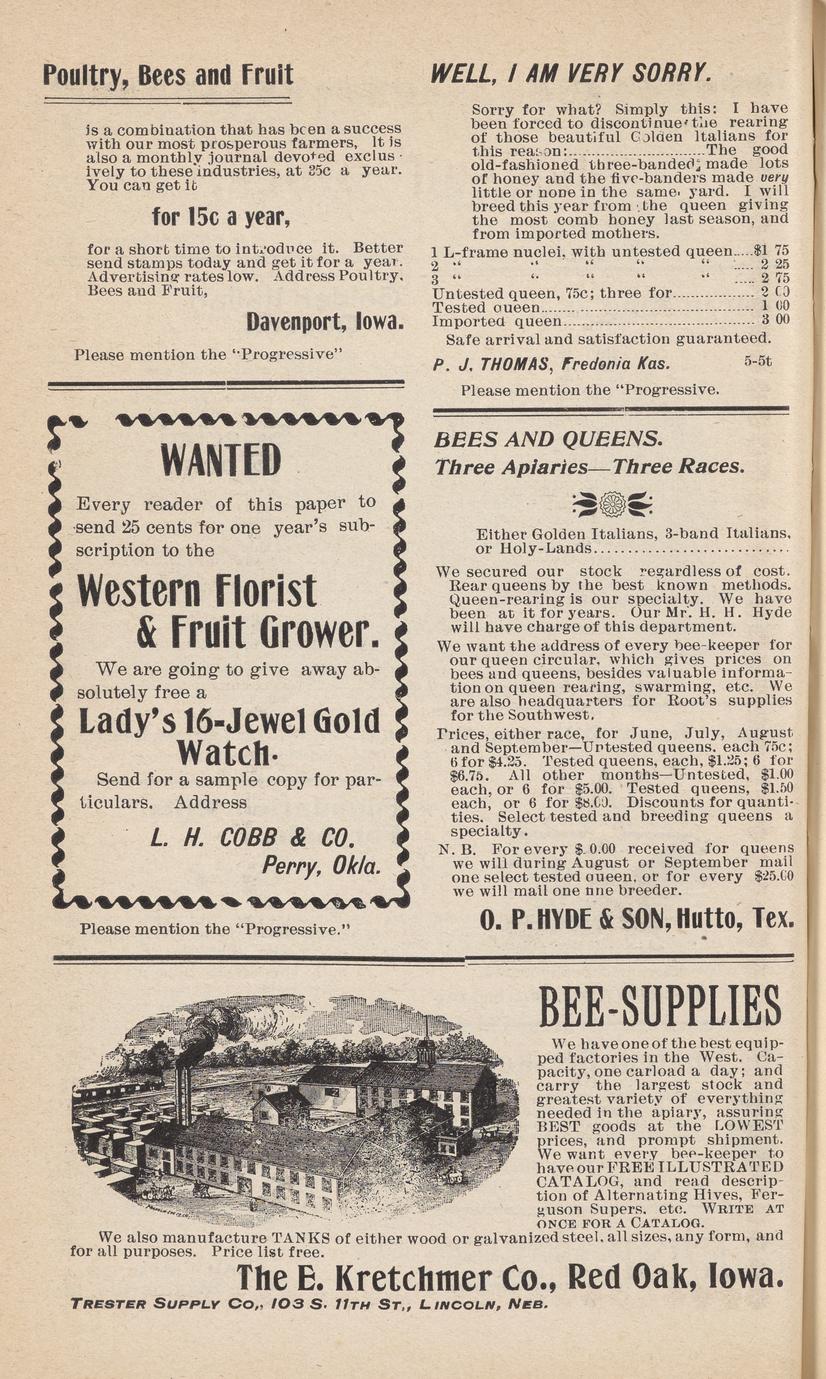 Poultry, Bees and Fruit
is a combination that has been a success
with our most prosperous farmers, It is
also a monthly journal devoted exclus-
ively to these industries, at 35c a year.
You can get it
for 15c a year,
for a short time to introduce it. Better
send stamps today and get it for a year.
Advertising rates low. Address Poultry,
Bees and Fruit,
Davenport, Iowa.
Please mention the "Progressive"
WANTED
Every reader of this paper to
send 25 cents for one year's sub-
scription to the
Western Florist
& Fruit Grower.
We are going to give away ab-
solutely free a
Lady's 16-Jewel Gold
Watch.
Send for a sample copy for par-
ticulars. Address
L. H. COBB & CO.
Perry, Okla.
Please mention the "Progressive."
WELL, I AM VERY SORRY.
Sorry for what? Simply this: I have
been forced to discontinue the rearing
of those beautiful Golden Italians for
this reason:..............................The good
old-fashioned three-banded; made lots
of honey and the five-banders made very
little or none in the same yard. I will
breed this year from the queen giving
the most comb honey last season, and
from imported mothers.
1 L-frame nuclei, with untested queen.....$1 75
2 " " " " " ..... 2 25
3 " " " " " ..... 2 75
Untested queen, 75c; three for................. 2 00
Tested queen............................................ 1 00
Imported queen........................................ 3 00
Safe arrival and satisfaction guaranteed.
P. J. THOMAS, Fredonia Kas. 5-5t
Please mention the "Progressive.
BEES AND QUEENS.
Three Apiaries—Three Races.
Either Golden Italians, 3-band Italians,
or Holy-Lands.............................
We secured our stock regardless of cost.
Rear queens by the best known methods.
Queen-rearing is our specialty. We have
been at it for years. Our Mr. H. H. Hyde
will have charge of this department.
We want the address of every bee-keeper for
our queen circular, which gives prices on
bees and queens, besides valuable informa-
tion on queen rearing, swarming, etc. We
are also headquarters for Root's supplies
for the Southwest.
Prices, either race, for June, July, August
and September—Untested queens, each 75c;
6 for $4.25. Tested queens, each, $1.25; 6 for
$6.75. All other months—Untested, $1.00
each, or 6 for $5.00. Tested queens, $1.50
each, or 6 for $8.00. Discounts for quanti-
ties. Select tested and breeding queens a
specialty.
N. B. For every received for queens
we will during August or September mail
one select tested queen, or for every $25.00
we will mail one fine breeder.
O. P. HYDE & SON, Hutto, Tex.
BEE-SUPPLIES
We have one of the best equip-
ped factories in the West. Ca-
pacity, one carload a day; and
carry the largest stock and
greatest variety of everything
needed in the apiary, assuring
BEST goods at the LOWEST
prices, and prompt shipment.
We want every bee-keeper to
have our FREE ILLUSTRATED
CATALOG, and read descrip-
tion of Alternating Hives, Fer-
guson Supers, etc. WRITE AT
ONCE FOR A CATALOG.
We also manufacture TANKS of either wood or galvanized steel, all sizes, any form, and
for all purposes. Price list free.
The E. Kretchmer Co., Red Oak, Iowa.
TRESTER SUPPLY CO., 103 S. 11TH ST., LINCOLN, NEB.